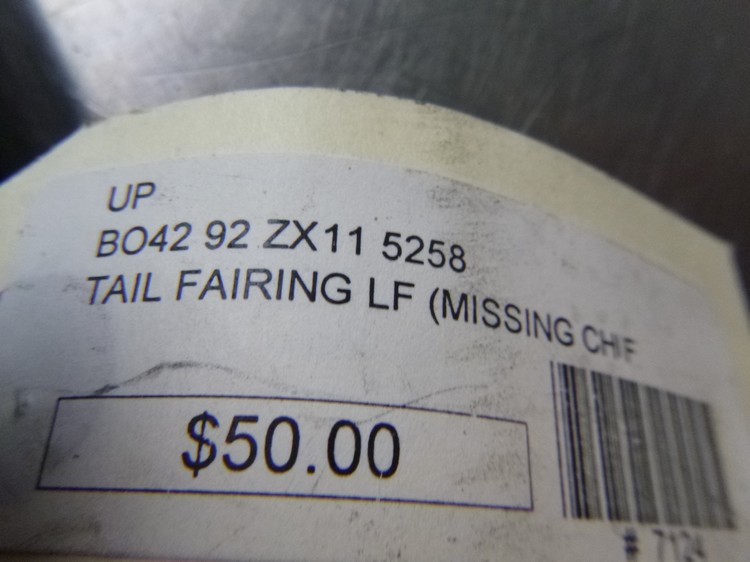 UP
BO42 92 ZX11 5258
TAIL FAIRING LF (MISSING CHIF
$50.00
# 7124